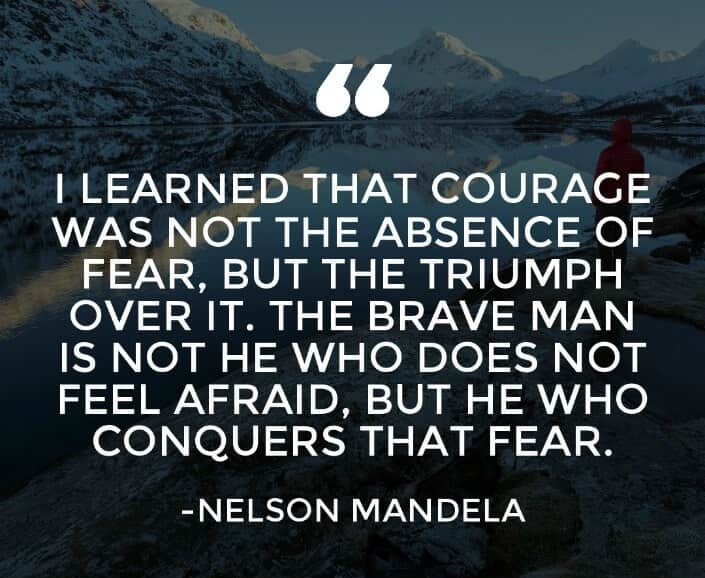 “
I LEARNED THAT COURAGE
WAS NOT THE ABSENCE OF
FEAR, BUT THE TRIUMPH
OVER IT. THE BRAVE MAN
IS NOT HE WHO DOES NOT
FEEL AFRAID, BUT HE WHO
CONQUERS THAT FEAR.
-NELSON MANDELA